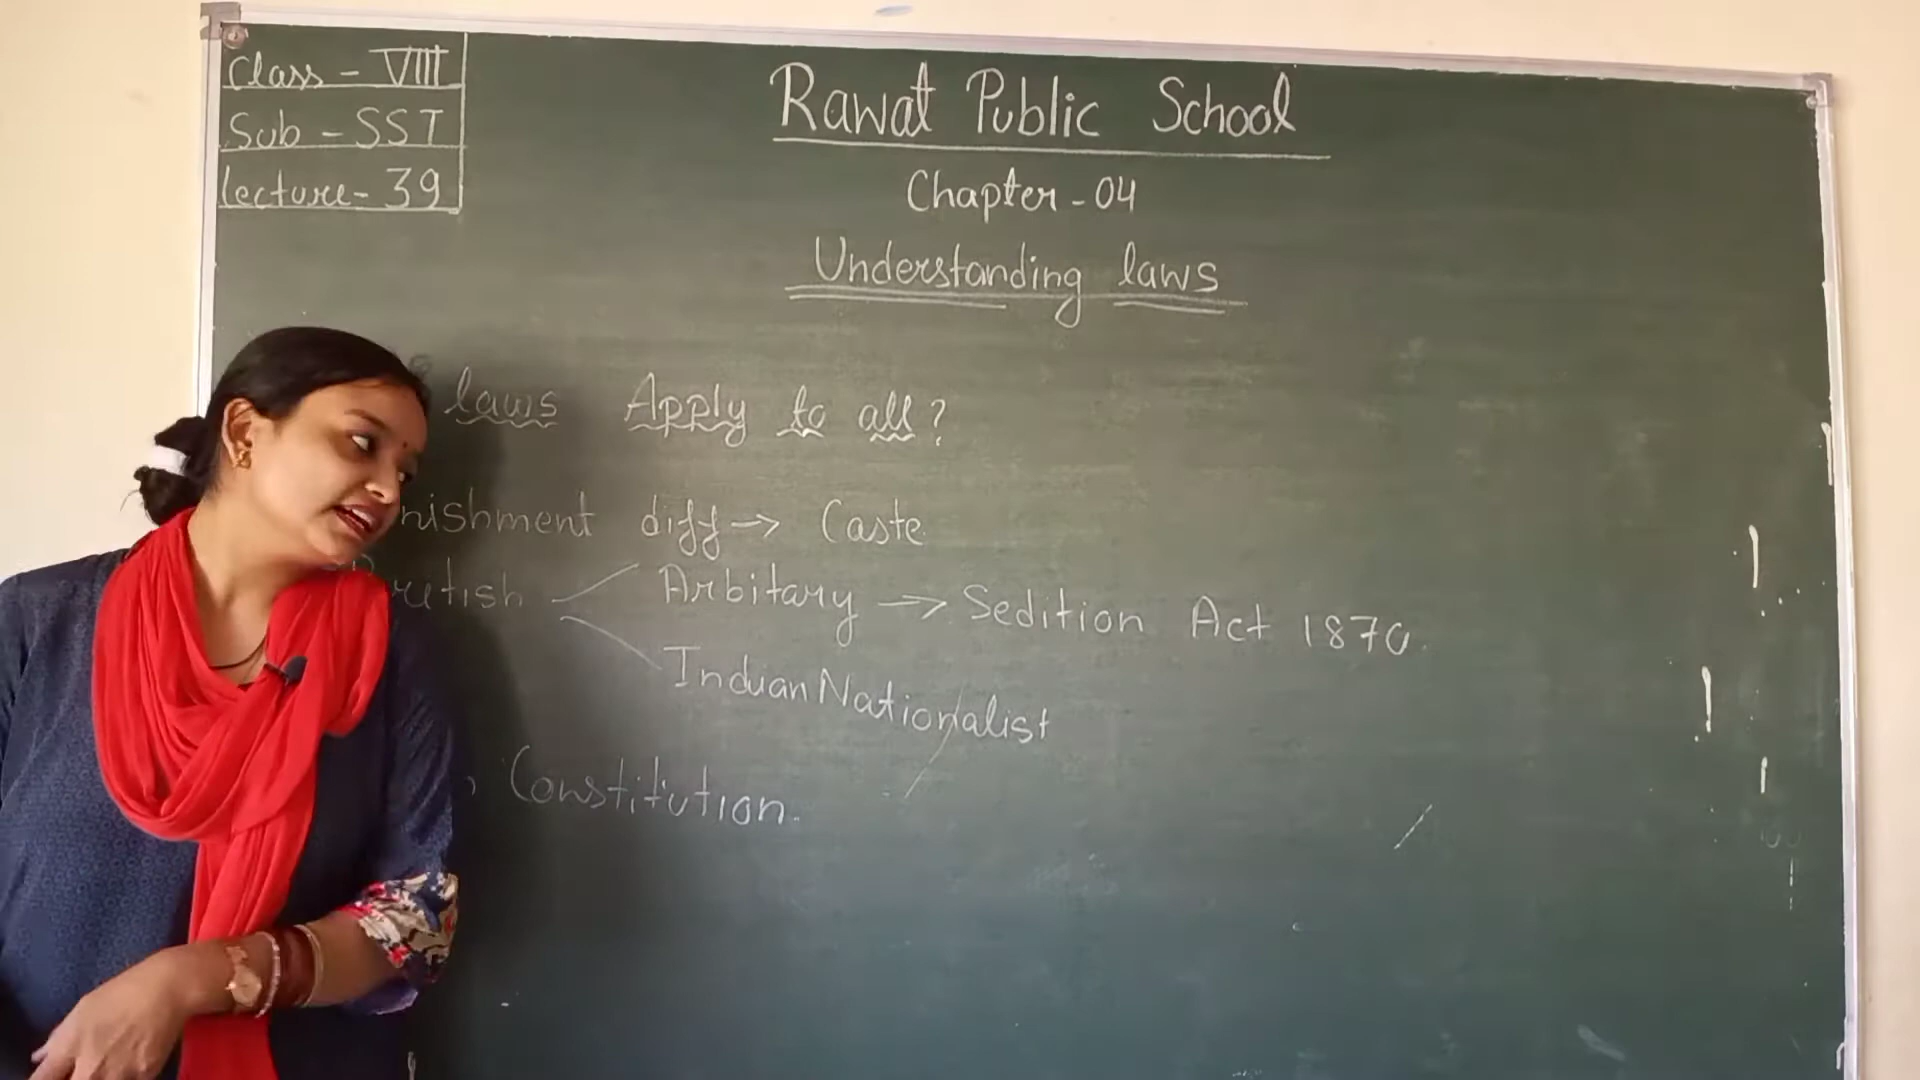 Class - VIII
Sub - SST
lecture - 39
Rawat Public School
Chapter - 04
Understanding laws
laws Apply to all?
nishment diff → Caste
British Arbitary → Sedition Act 1870.
Indian Nationalist
Constitution.